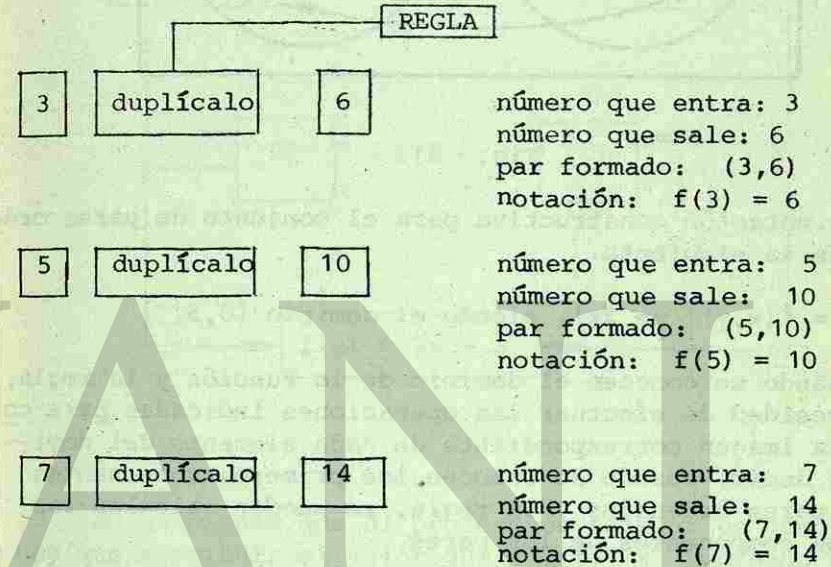 REGLA
3 duplícalo 6
número que entra: 3
número que sale: 6
par formado: (3,6)
notación: f(3) = 6
5 duplícalo 10
número que entra: 5
número que sale: 10
par formado: (5,10)
notación: f(5) = 10
7 duplícalo 14
número que entra: 7
número que sale: 14
par formado: (7,14)
notación: f(7) = 14